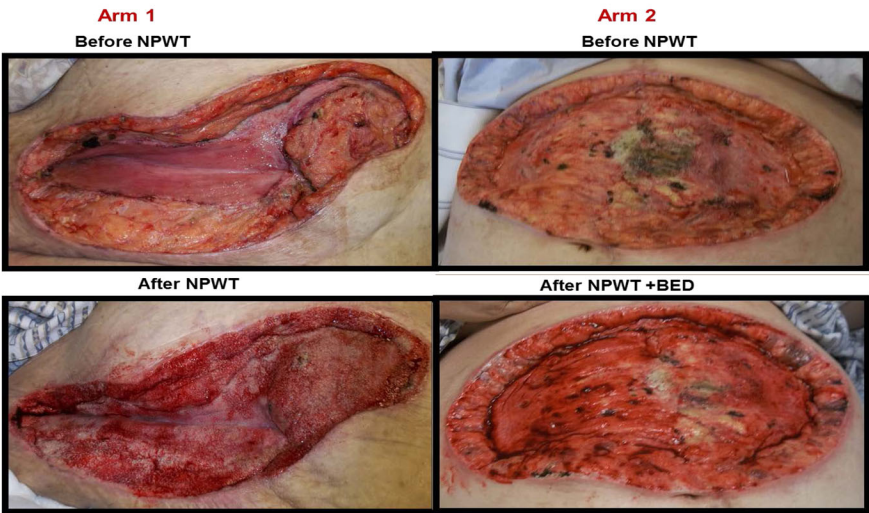 Arm 1
Arm 2
Before NPWT
Before NPWT
After NPWT
After NPWT +BED